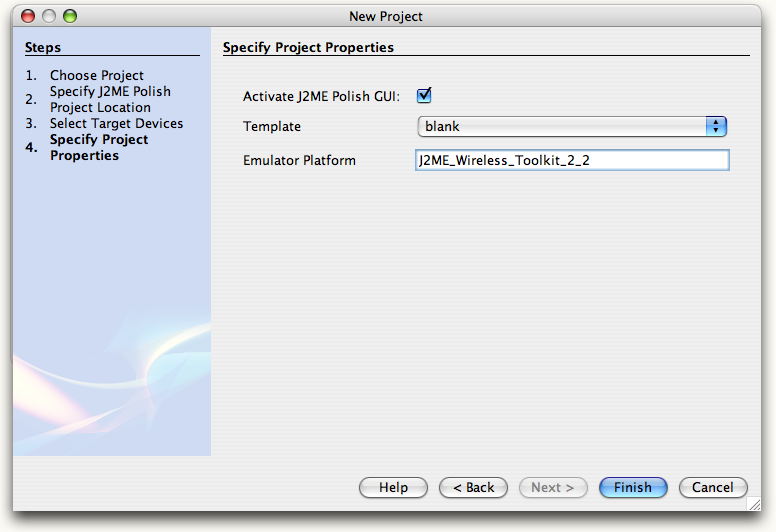 New Project
Steps
1. Choose Project
2. Specify J2ME Polish
Project Location
3. Select Target Devices
4. Specify Project
Properties
Specify Project Properties
Activate J2ME Polish GUI:
Template
blank
Emulator Platform
J2ME_Wireless_Toolkit_2_2
Help
< Back
Next >
Finish
Cancel